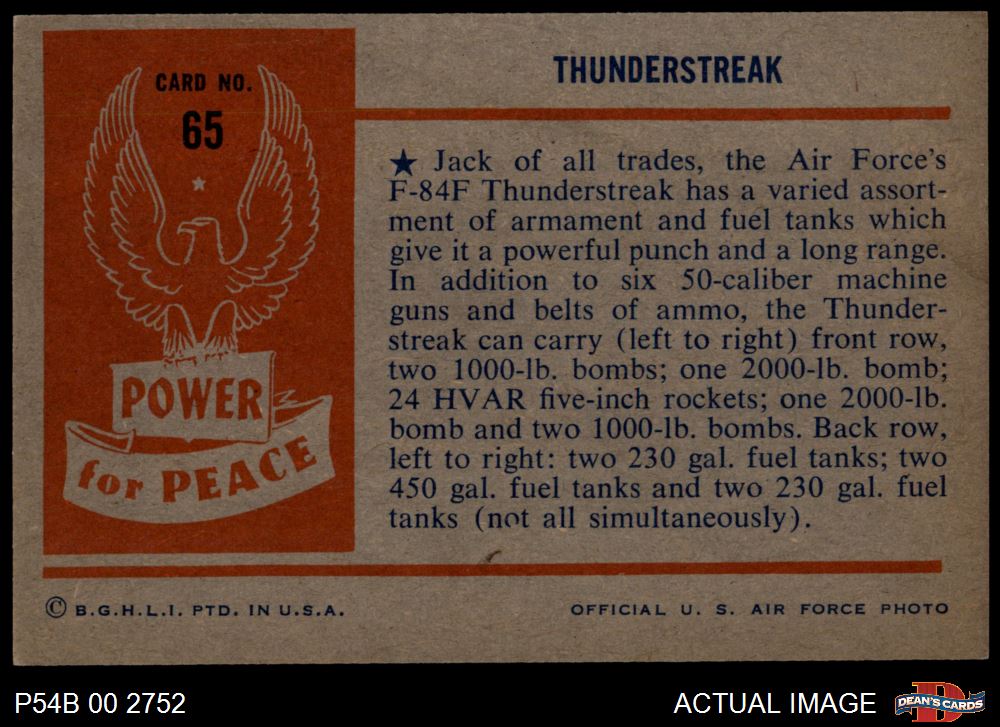 CARD NO.
65
POWER
for PEACE
THUNDERSTREAK
★ Jack of all trades, the Air Force's
F-84F Thunderstreak has a varied assort-
ment of armament and fuel tanks which
give it a powerful punch and a long range.
In addition to six 50-caliber machine
guns and belts of ammo, the Thunder-
streak can carry (left to right) front row,
two 1000-lb. bombs; one 2000-lb. bomb;
24 HVAR five-inch rockets; one 2000-lb.
bomb and two 1000-lb. bombs. Back row,
left to right: two 230 gal. fuel tanks; two
450 gal. fuel tanks and two 230 gal. fuel
tanks (not all simultaneously).
© B.G.H.L.I. PTD. IN U.S.A.
OFFICIAL U. S. AIR FORCE PHOTO
P54B 00 2752
ACTUAL IMAGE
D
DEAN'S CARDS